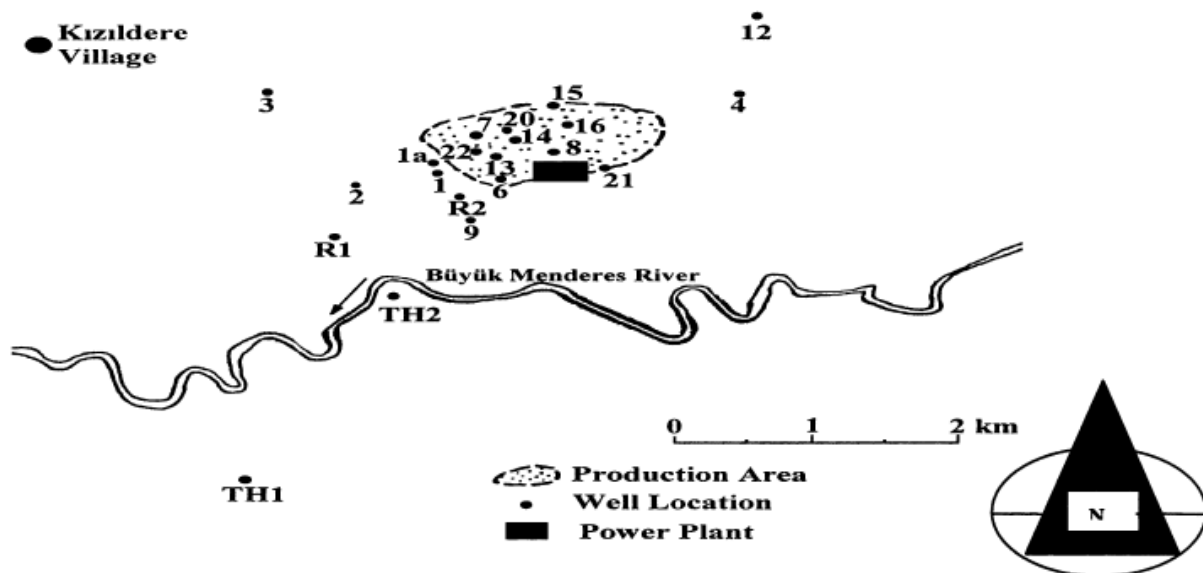 Kızıldere
Village
12
3
15
4
20
7
16
14
22
8
1a
13
1
6
21
2
R2
9
R1
Büyük Menderes River
TH2
0 1 2 km
TH1
Production Area
Well Location
Power Plant
N